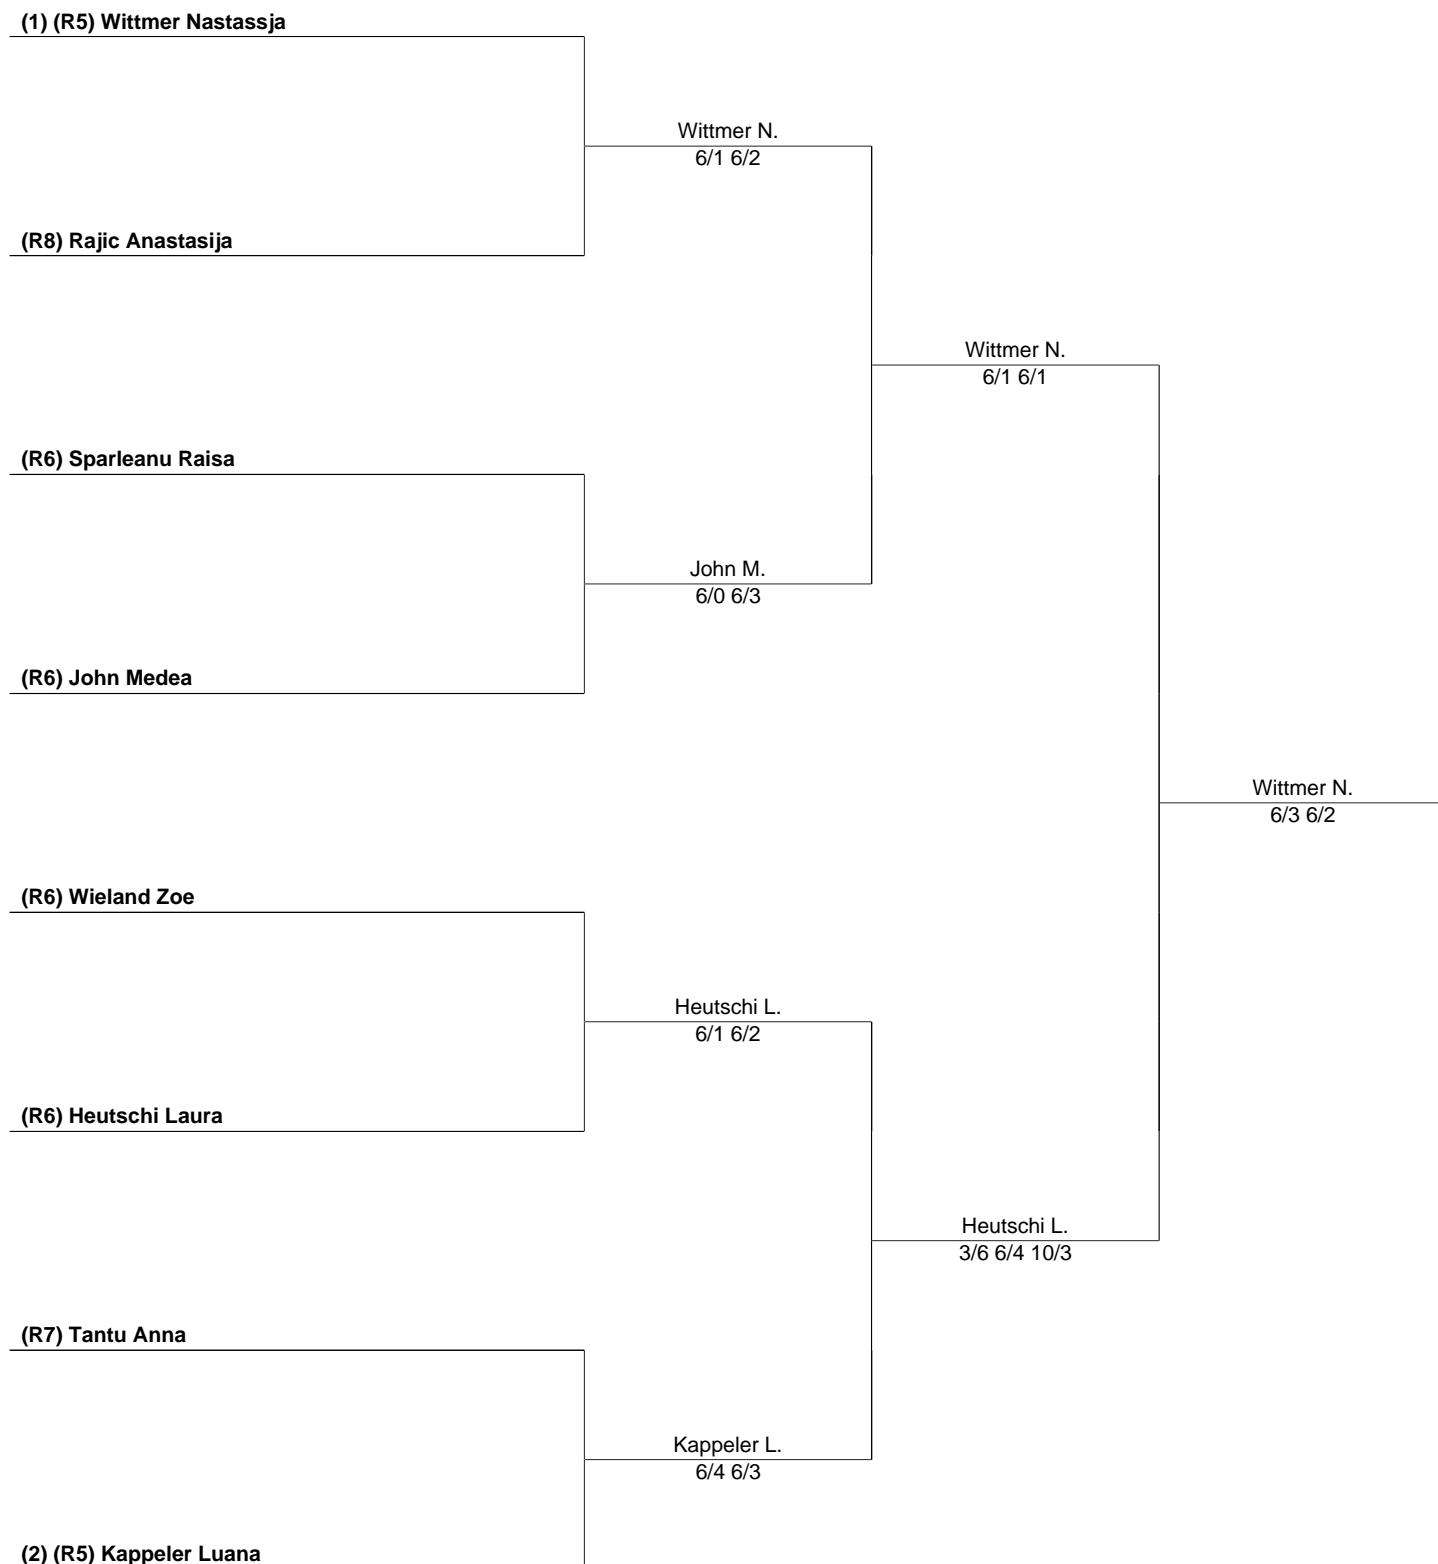 (1) (R5) Wittmer Nastassja
Wittmer N.
6/1 6/2
(R8) Rajic Anastasija
Wittmer N.
6/1 6/1
(R6) Sparleanu Raisa
John M.
6/0 6/3
(R6) John Medea
Wittmer N.
6/3 6/2
(R6) Wieland Zoe
Heutschi L.
6/1 6/2
(R6) Heutschi Laura
Heutschi L.
3/6 6/4 10/3
(R7) Tantu Anna
Kappeler L.
6/4 6/3
(2) (R5) Kappeler Luana